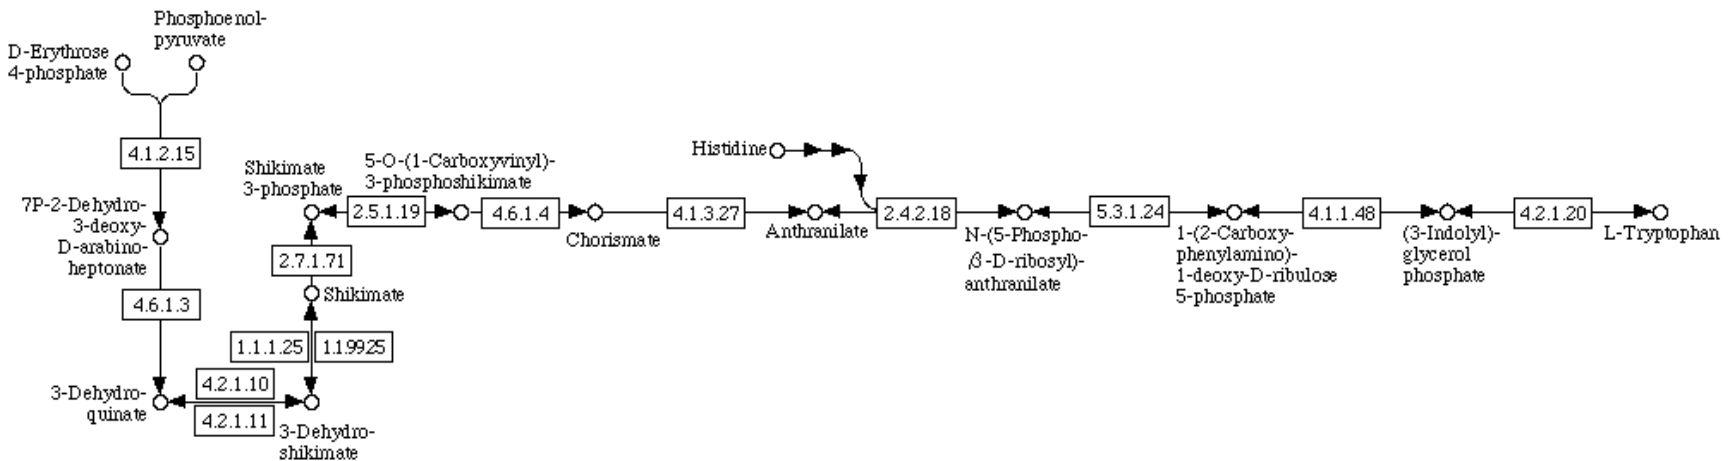 Phosphoenol-
pyruvate
D-Erythrose
4-phosphate
4.1.2.15
7P-2-Dehydro-
3-deoxy-
D-arabino-
heptonate
4.6.1.3
3-Dehydro-
quinate
4.2.1.10
4.2.1.11
3-Dehydro-
shikimate
1.1.1.25
1.1.99.25
Shikimate
2.7.1.71
Shikimate
3-phosphate
2.5.1.19
5-O-(1-Carboxyvinyl)-
3-phosphoshikimate
4.6.1.4
Chorismate
4.1.3.27
Anthranilate
Histidine
2.4.2.18
N-(5-Phospho-
β-D-ribosyl)-
anthranilate
5.3.1.24
1-(2-Carboxy-
phenylamino)-
1-deoxy-D-ribulose
5-phosphate
4.1.1.48
(3-Indolyl)-
glycerol
phosphate
4.2.1.20
L-Tryptophan